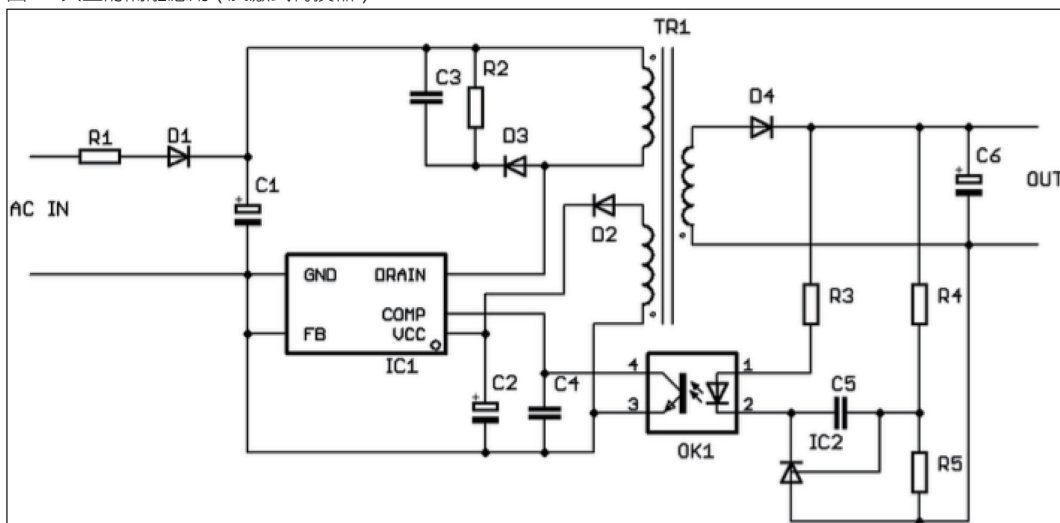 TR1
C3
R2
D4
R1
D1
D3
C6
C1
AC IN
OUT
D2
GND
DRAIN
R3
R4
COMP
FB
VCC
IC1
4
1
C2
C4
C5
3
2
IC2
OK1
R5